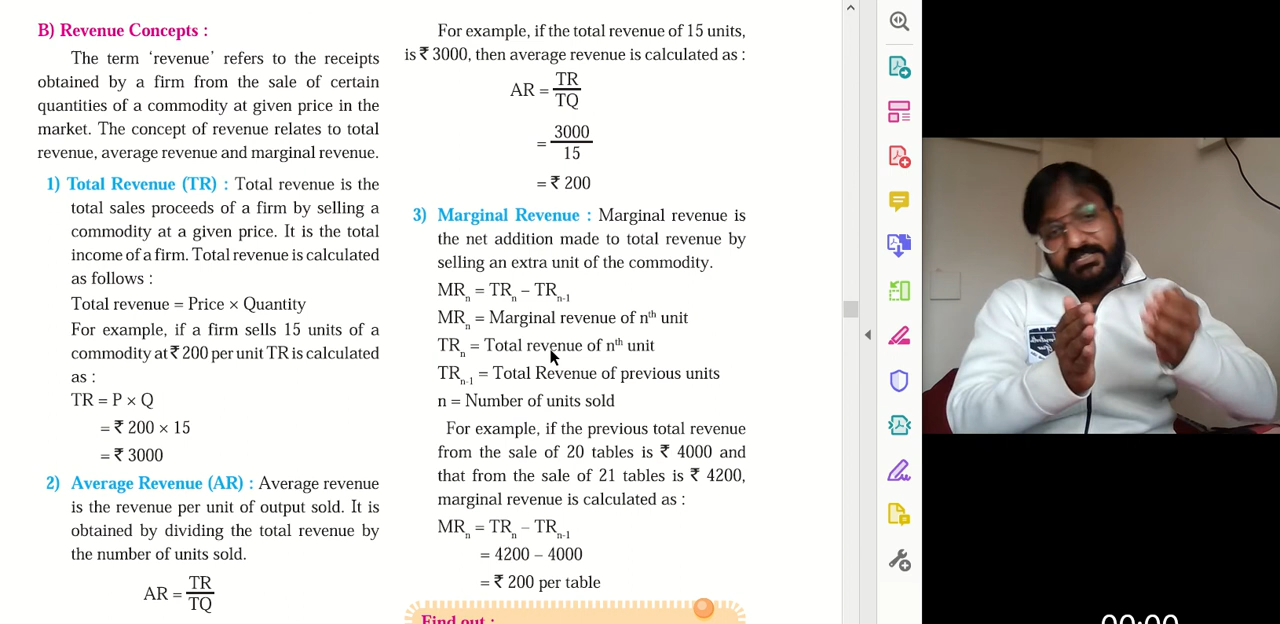 B) Revenue Concepts :
The term ‘revenue’ refers to the receipts
obtained by a firm from the sale of certain
quantities of a commodity at given price in the
market. The concept of revenue relates to total
revenue, average revenue and marginal revenue.
1) Total Revenue (TR) : Total revenue is the
total sales proceeds of a firm by selling a
commodity at a given price. It is the total
income of a firm. Total revenue is calculated
as follows :
Total revenue = Price × Quantity
For example, if a firm sells 15 units of a
commodity at ₹ 200 per unit TR is calculated
as :
TR = P × Q
= ₹ 200 × 15
= ₹ 3000
2) Average Revenue (AR) : Average revenue
is the revenue per unit of output sold. It is
obtained by dividing the total revenue by
the number of units sold.
AR = TR/TQ
For example, if the total revenue of 15 units,
is ₹ 3000, then average revenue is calculated as :
AR = TR/TQ
= 3000/15
= ₹ 200
3) Marginal Revenue : Marginal revenue is
the net addition made to total revenue by
selling an extra unit of the commodity.
MRn = TRn – TRn-1
MRn = Marginal revenue of nth unit
TRn = Total revenue of nth unit
TRn-1 = Total Revenue of previous units
n = Number of units sold
For example, if the previous total revenue
from the sale of 20 tables is ₹ 4000 and
that from the sale of 21 tables is ₹ 4200,
marginal revenue is calculated as :
MRn = TRn – TRn-1
= 4200 – 4000
= ₹ 200 per table
Find out :
00:00